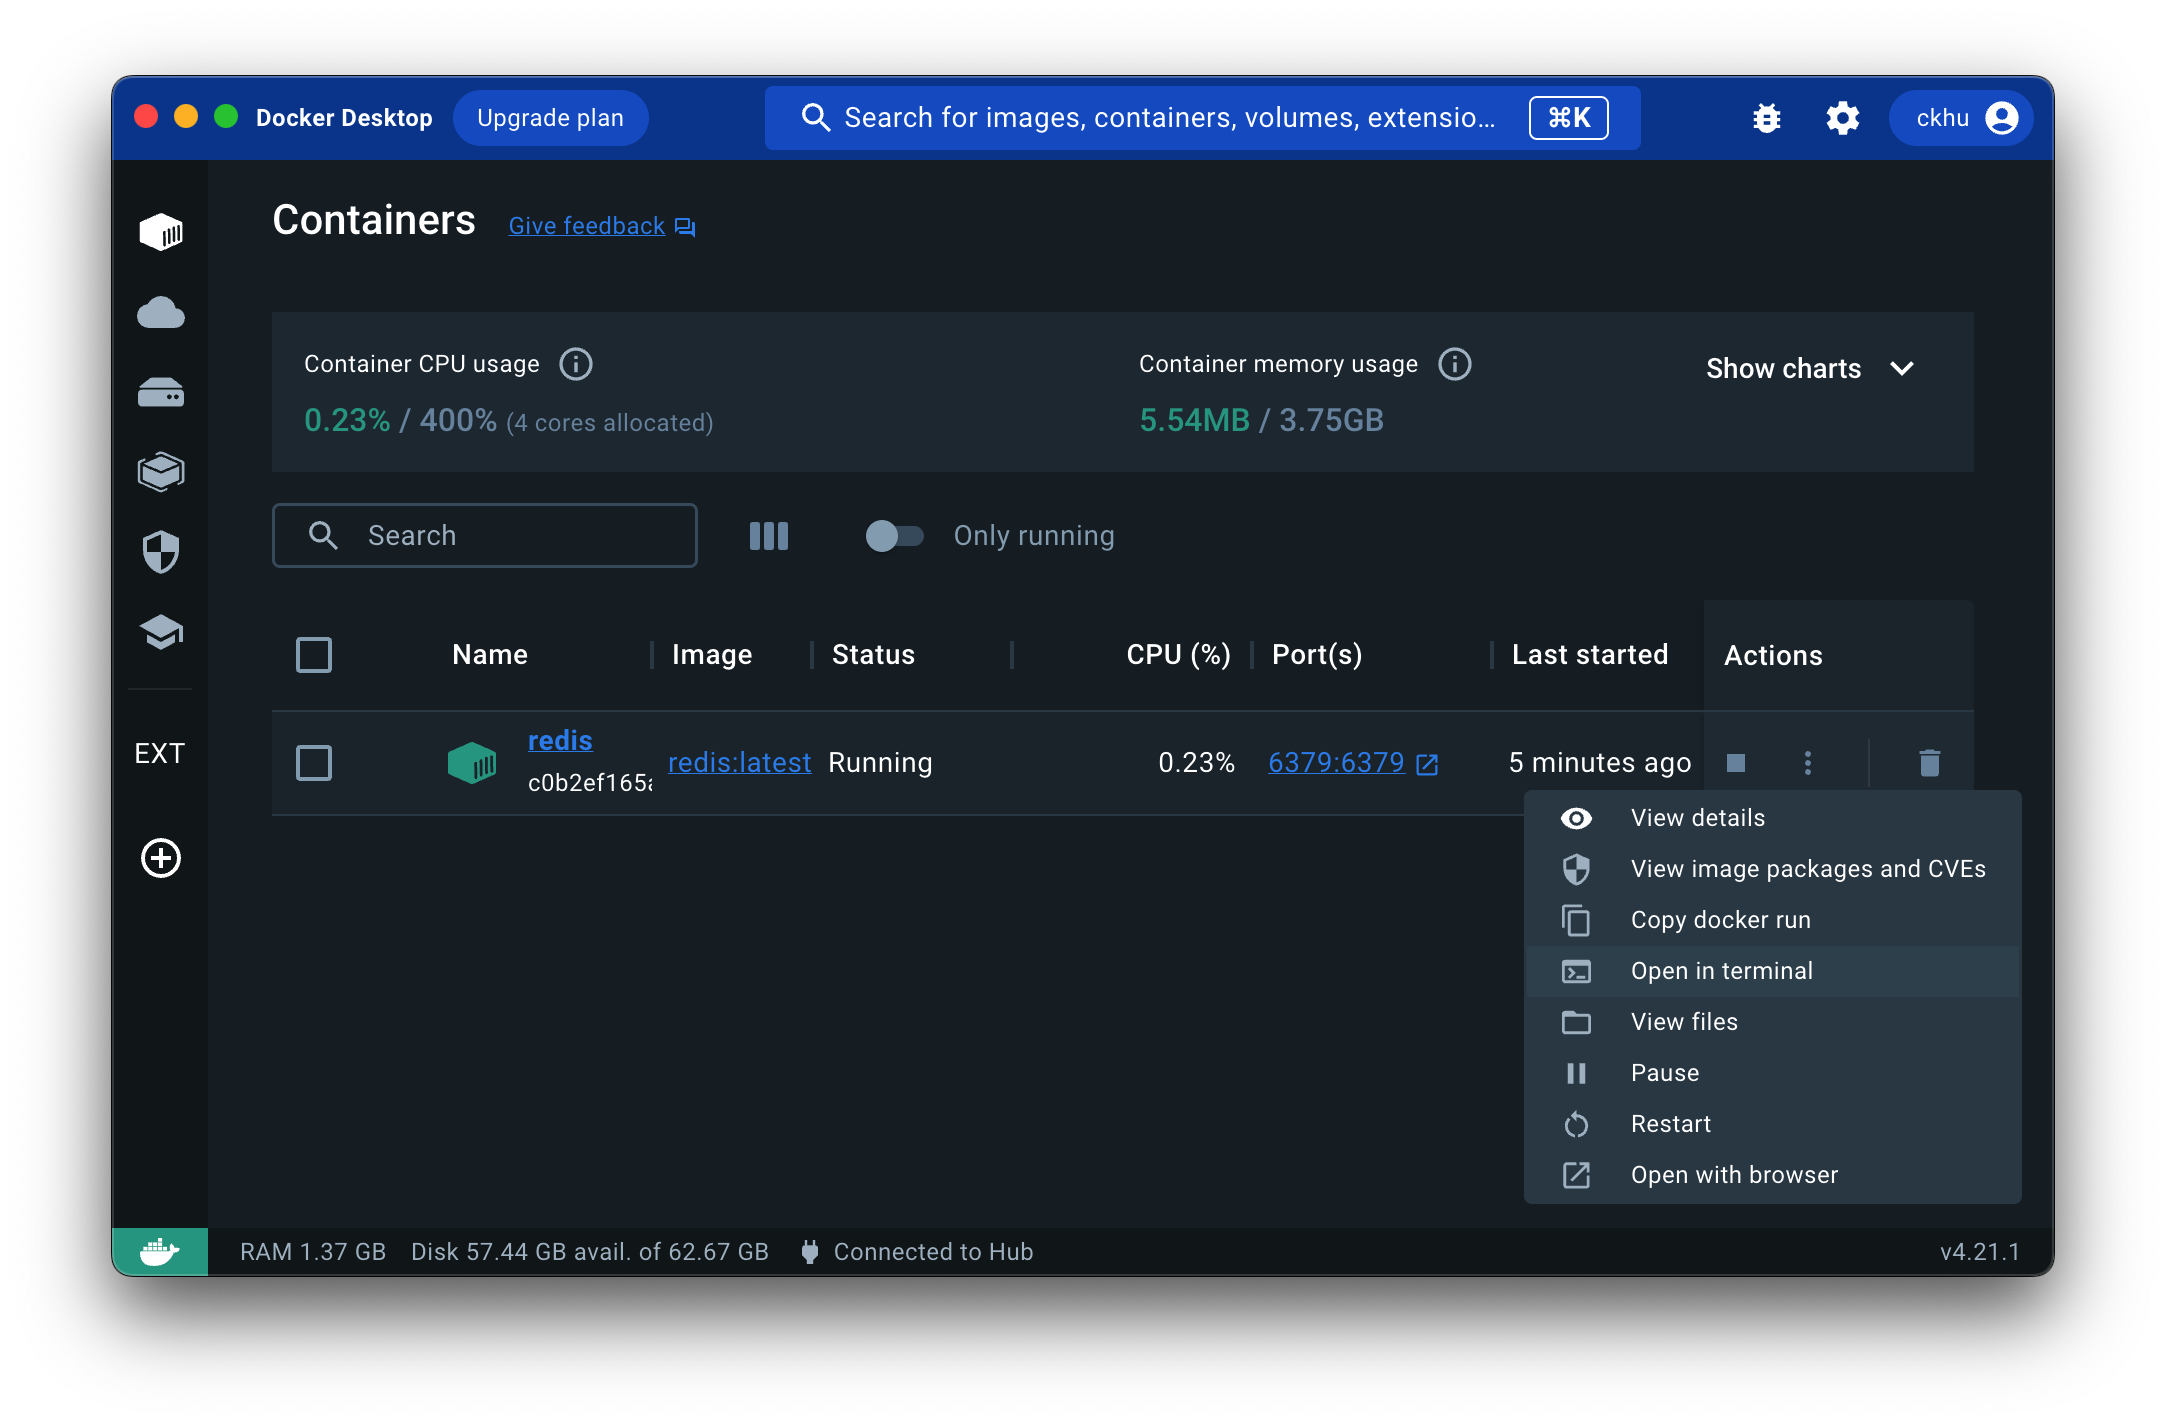 Docker Desktop Upgrade plan Search for images, containers, volumes, extensio... ⌘K ckhu
Containers Give feedback
Container CPU usage Container memory usage Show charts
0.23% / 400% (4 cores allocated) 5.54MB / 3.75GB
Search Only running
Name Image Status CPU (%) Port(s) Last started Actions
redis
redis:latest Running 0.23% 6379:6379 5 minutes ago
c0b2ef165
EXT
View details
View image packages and CVEs
Copy docker run
Open in terminal
View files
Pause
Restart
Open with browser
RAM 1.37 GB Disk 57.44 GB avail. of 62.67 GB Connected to Hub v4.21.1